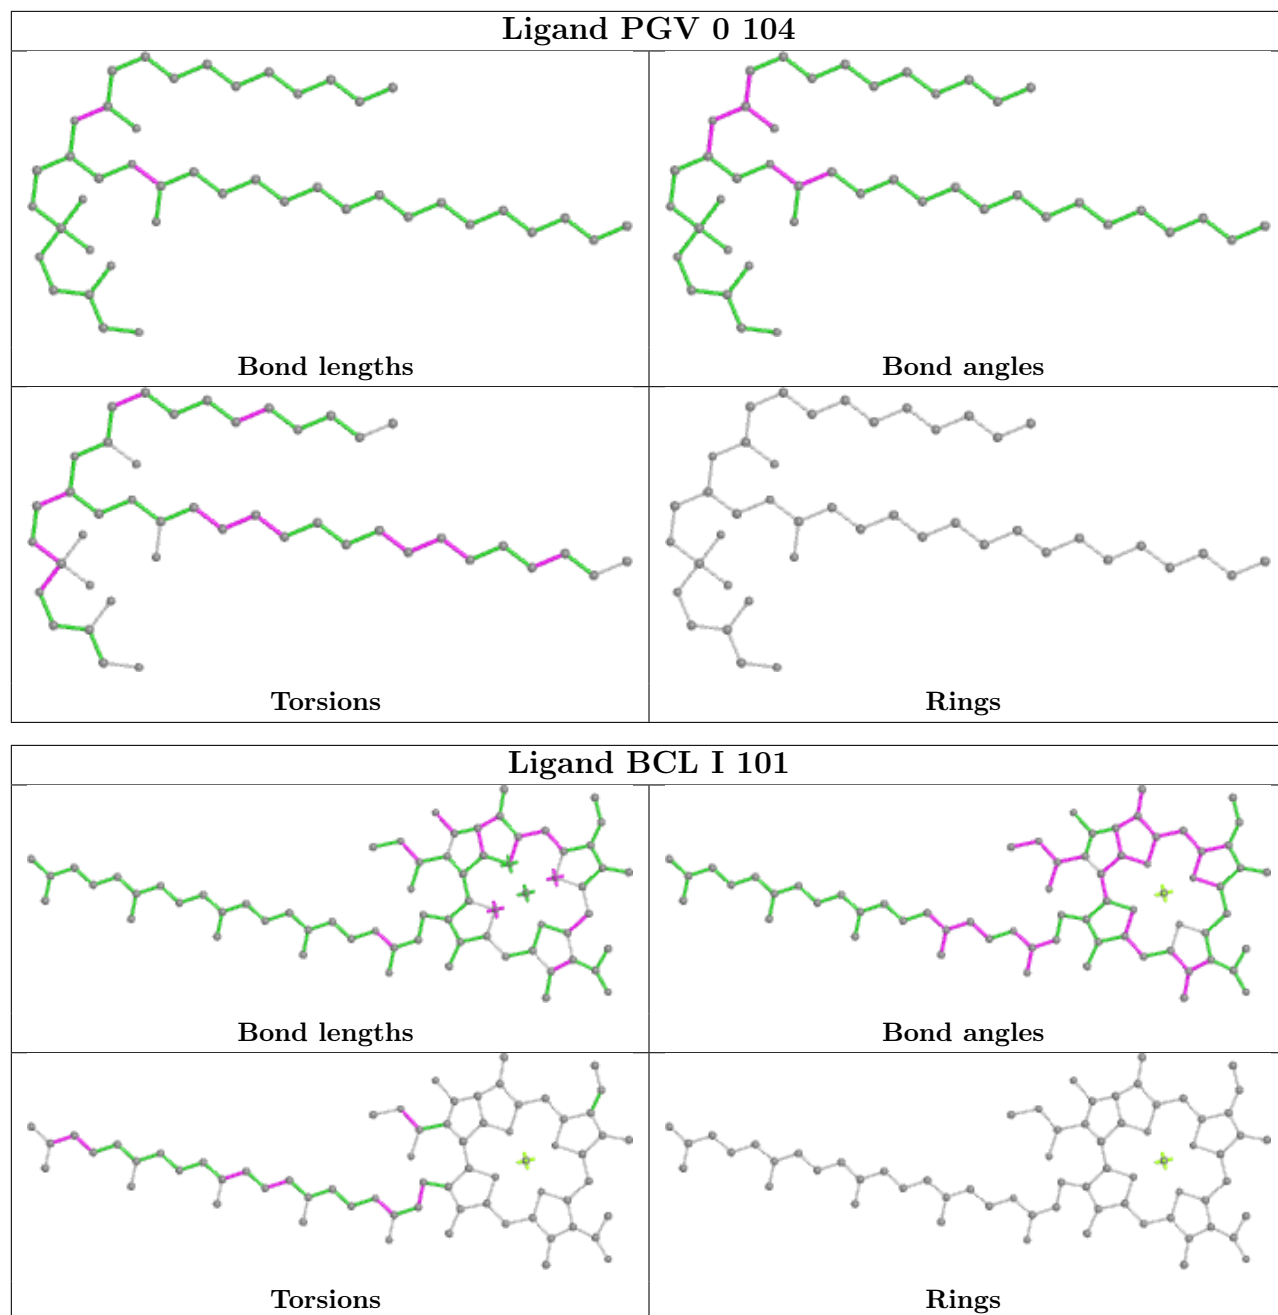 Ligand PGV 0 104
Bond lengths
Bond angles
Torsions
Rings
Ligand BCL I 101
Bond lengths
Bond angles
Torsions
Rings